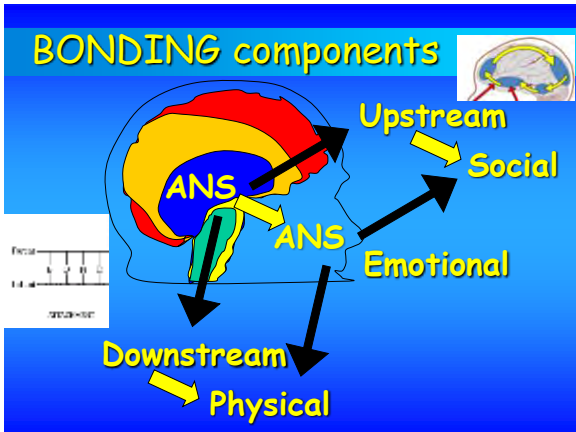 BONDING components
Upstream
Social
ANS
ANS
Emotional
Downstream
Physical